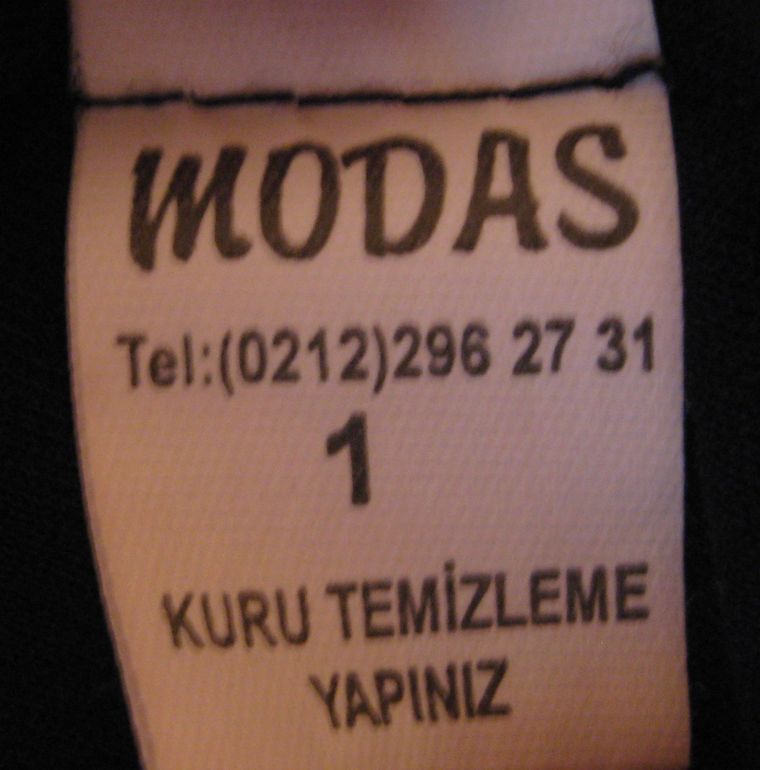 MODAS
Tel:(0212)296 27 31
1
KURU TEMİZLEME
YAPINIZ